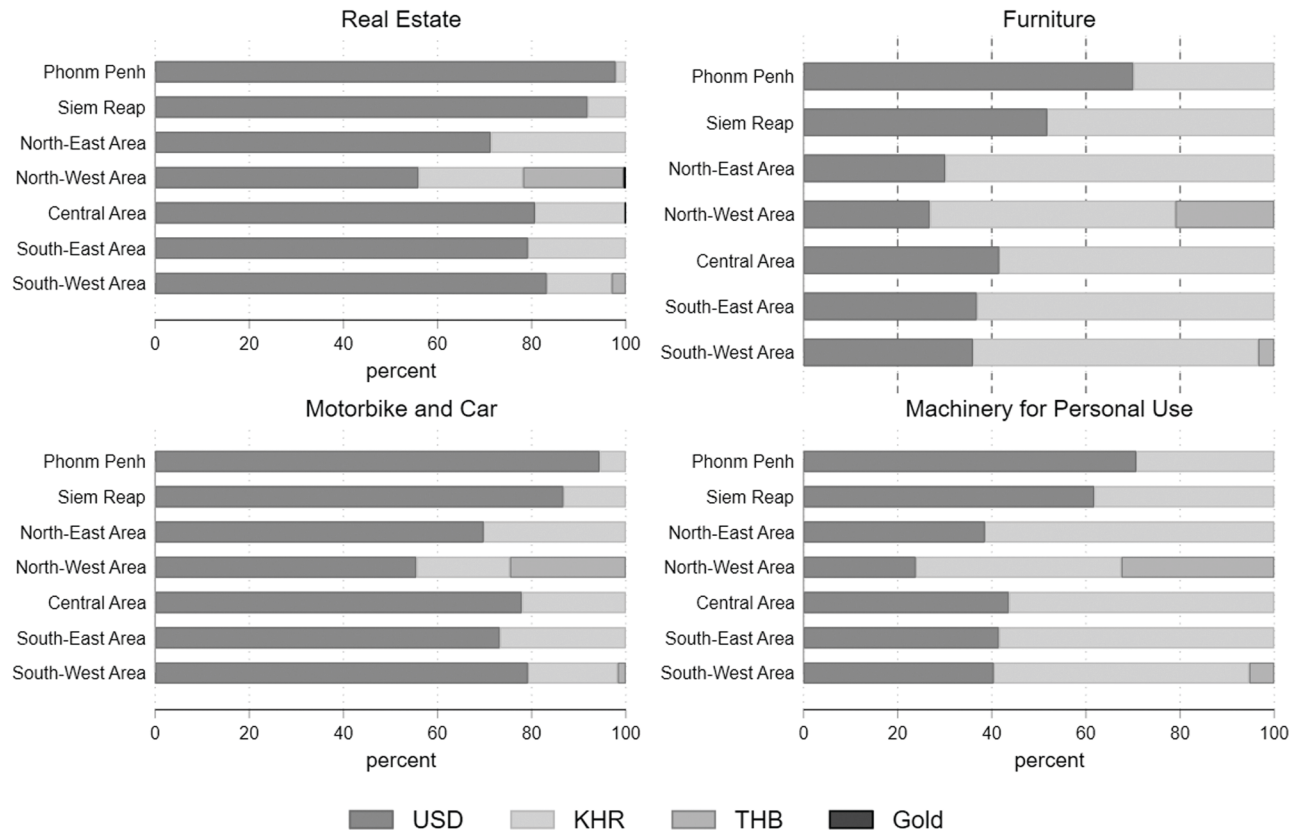 Real Estate
Phonm Penh
Siem Reap
North-East Area
North-West Area
Central Area
South-East Area
South-West Area
0 20 40 60 80 100
percent
Furniture
Phonm Penh
Siem Reap
North-East Area
North-West Area
Central Area
South-East Area
South-West Area
Motorbike and Car
Phonm Penh
Siem Reap
North-East Area
North-West Area
Central Area
South-East Area
South-West Area
0 20 40 60 80 100
percent
Machinery for Personal Use
Phonm Penh
Siem Reap
North-East Area
North-West Area
Central Area
South-East Area
South-West Area
0 20 40 60 80 100
percent
USD KHR THB Gold